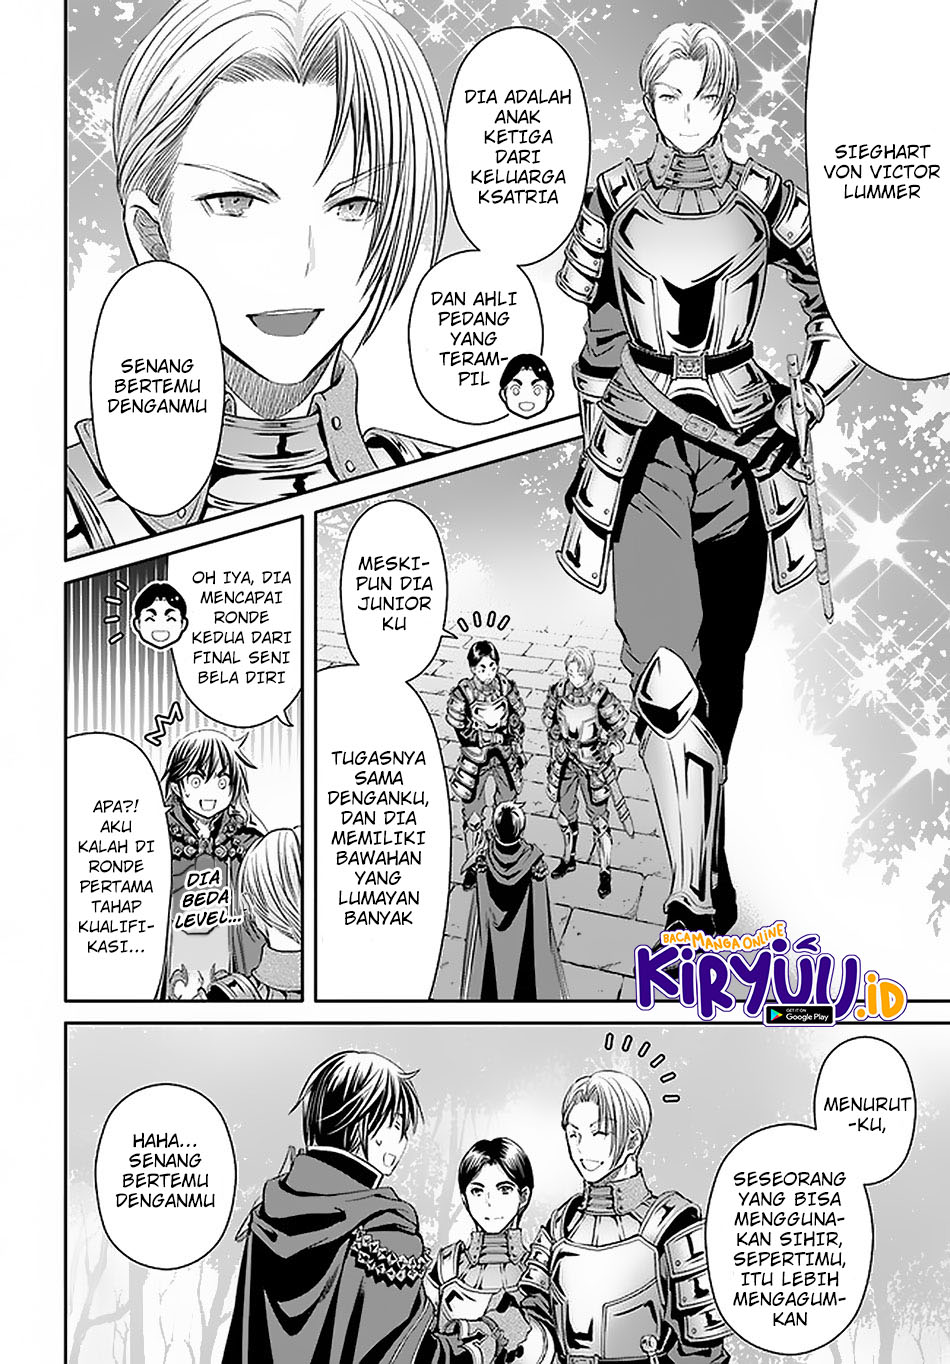 SIEGHART
VON VICTOR
LUMMER
DIA ADALAH
ANAK
KETIGA
DARI
KELUARGA
KSATRIA
DAN AHLI
PEDANG
YANG
TERAM-
PIL
SENANG
BERTEMU
DENGANMU
MESKI-
PUN DIA
JUNIOR
KU
TUGASNYA
SAMA
DENGANKU,
DAN DIA
MEMILIKI
BAWAHAN
YANG
LUMAYAN
BANYAK
OH IYA, DIA
MENCAPAI
RONDE
KEDUA DARI
FINAL SENI
BELA DIRI
APA?!
AKU
KALAH DI
RONDE
PERTAMA
TAHAP
KUALIFI-
KASI...
DIA
BEDA
LEVEL...
BACA MANGA ONLINE
KIRYUU.ID
GET IT ON
Google Play
MENURUT
-KU,
SESEORANG
YANG BISA
MENGGUNA-
KAN SIHIR,
SEPERTIMU,
ITU LEBIH
MENGAGUM-
KAN
HAHA...
SENANG
BERTEMU
DENGANMU